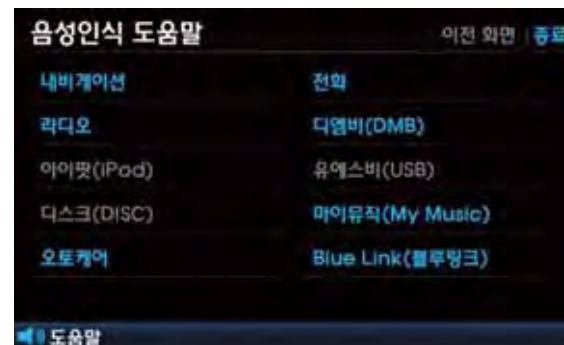 음성인식 도움말 이전 화면 종료
내비게이션 전화
라디오 디엠비(DMB)
아이팟(iPod) 유에스비(USB)
디스크(DISC) 마이뮤직(My Music)
오토케어 Blue Link(블루링크)
도움말